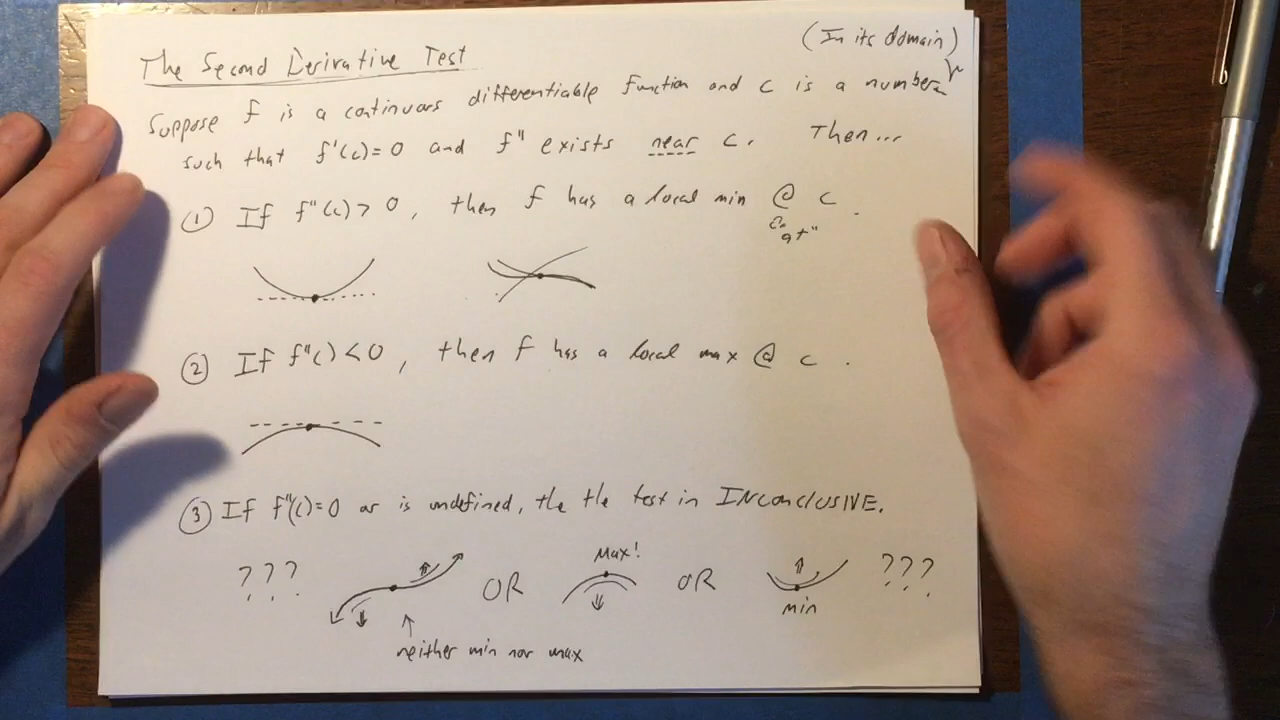 The Second Derivative Test
(In its domain)
Suppose f is a continuous differentiable function and c is a number
such that f'(c)=0 and f" exists near c. Then...
① If f"(c) > 0, then f has a local min @ c.
"at"
② If f"(c) < 0, then f has a local max @ c.
③ If f"(c)=0 or is undefined, the the test in INCONCLUSIVE.
??? OR Max! OR min ???
neither min nor max